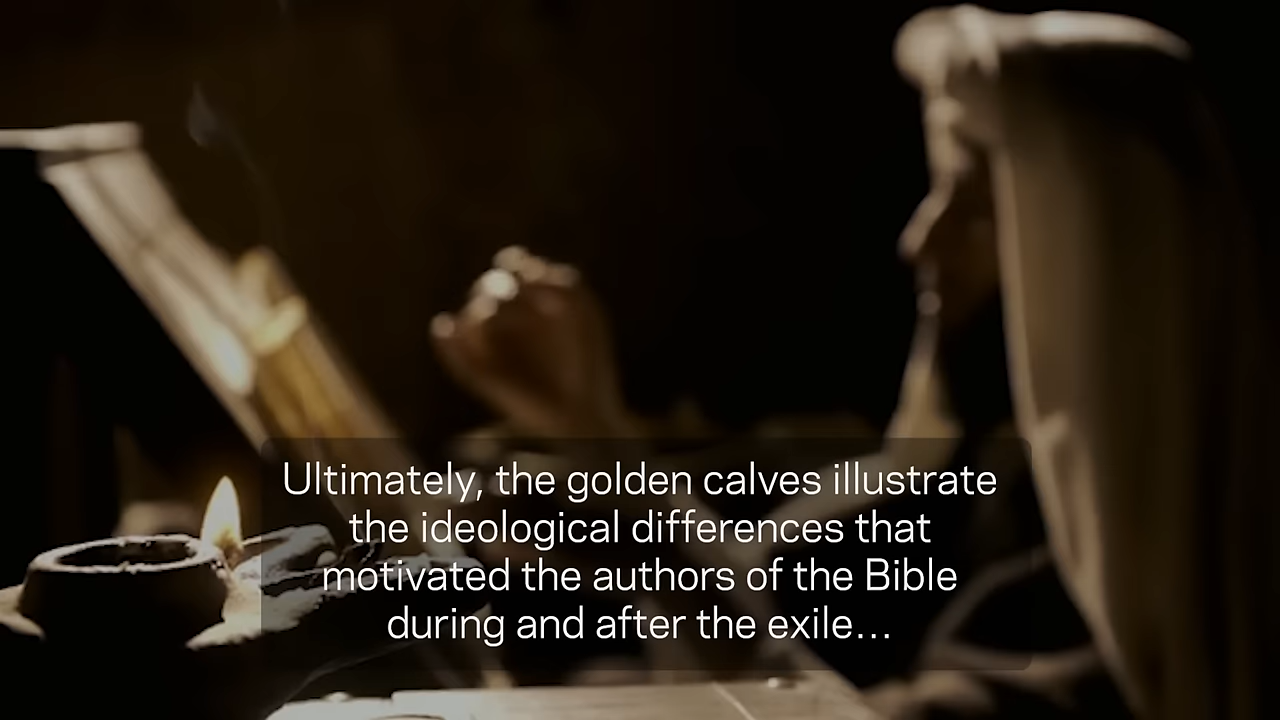 Ultimately, the golden calves illustrate
the ideological differences that
motivated the authors of the Bible
during and after the exile…